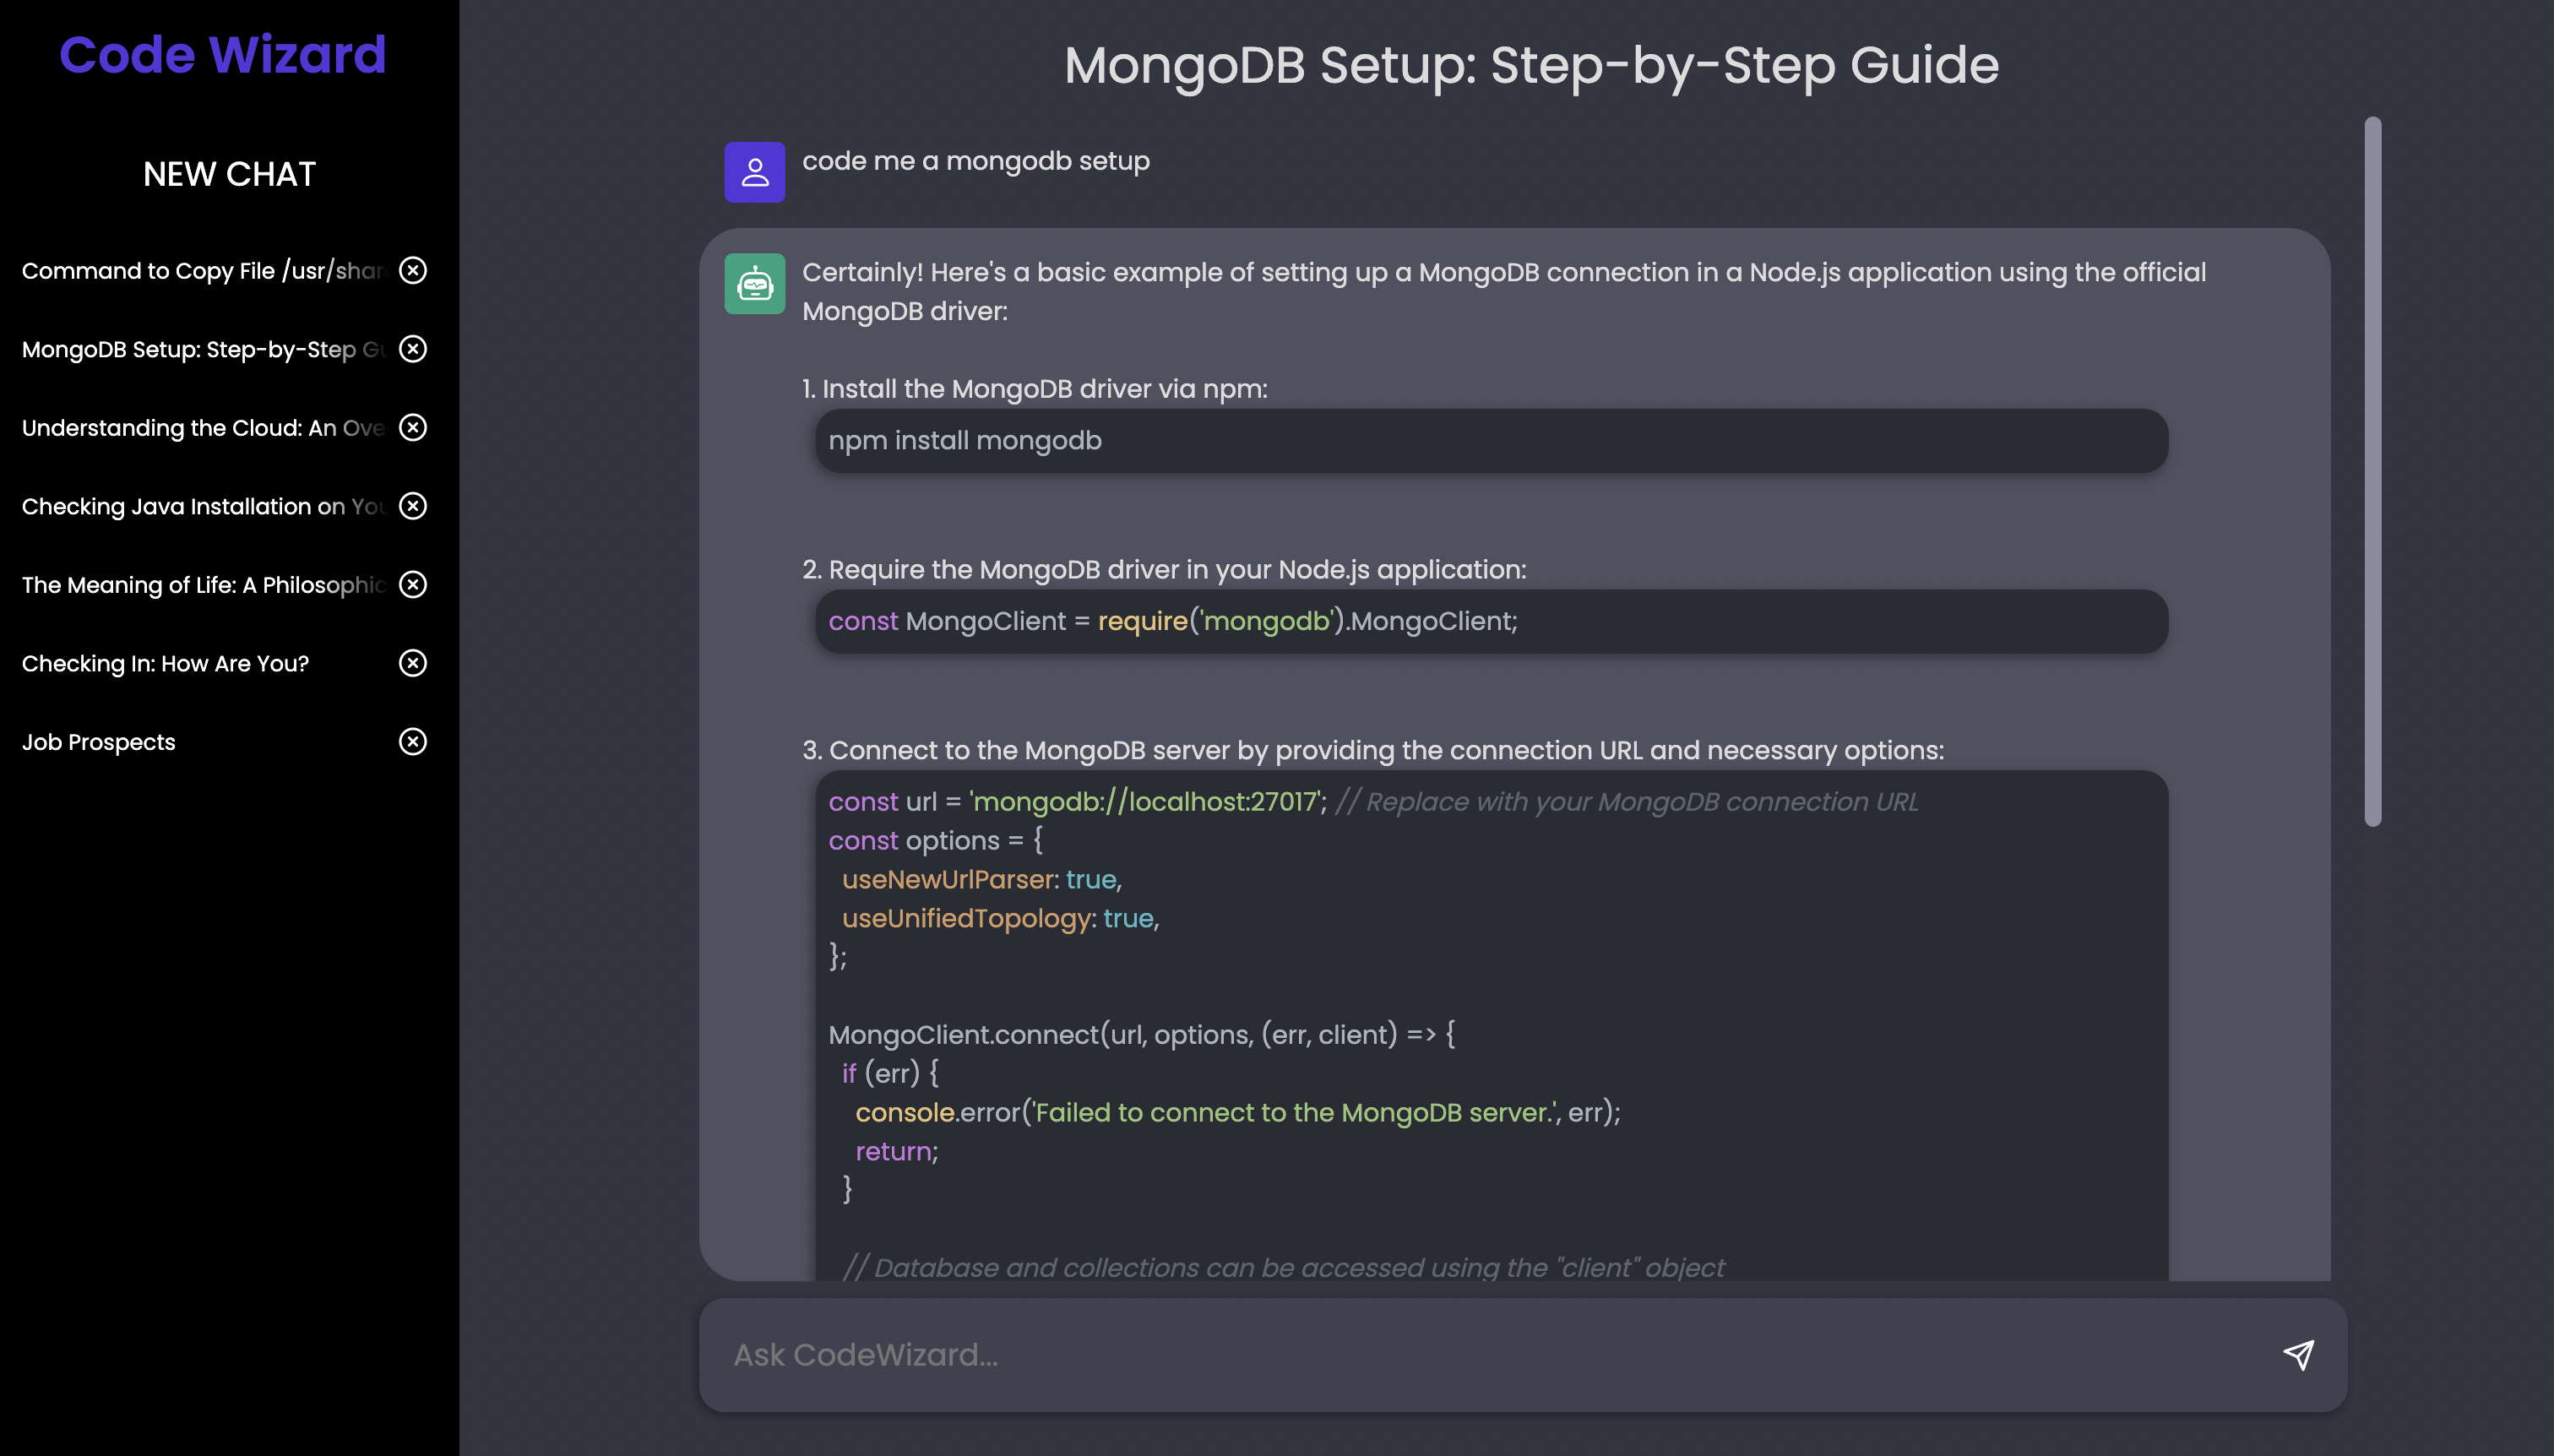 Code Wizard
NEW CHAT
Command to Copy File /usr/shar
MongoDB Setup: Step-by-Step Gu
Understanding the Cloud: An Ove
Checking Java Installation on You
The Meaning of Life: A Philosophic
Checking In: How Are You?
Job Prospects
MongoDB Setup: Step-by-Step Guide
code me a mongodb setup
Certainly! Here's a basic example of setting up a MongoDB connection in a Node.js application using the official
MongoDB driver:
1. Install the MongoDB driver via npm:
npm install mongodb
2. Require the MongoDB driver in your Node.js application:
const MongoClient = require('mongodb').MongoClient;
3. Connect to the MongoDB server by providing the connection URL and necessary options:
const url = 'mongodb://localhost:27017'; // Replace with your MongoDB connection URL
const options = {
  useNewUrlParser: true,
  useUnifiedTopology: true,
};
MongoClient.connect(url, options, (err, client) => {
  if (err) {
    console.error('Failed to connect to the MongoDB server.', err);
    return;
  }
  // Database and collections can be accessed using the "client" object
Ask CodeWizard...